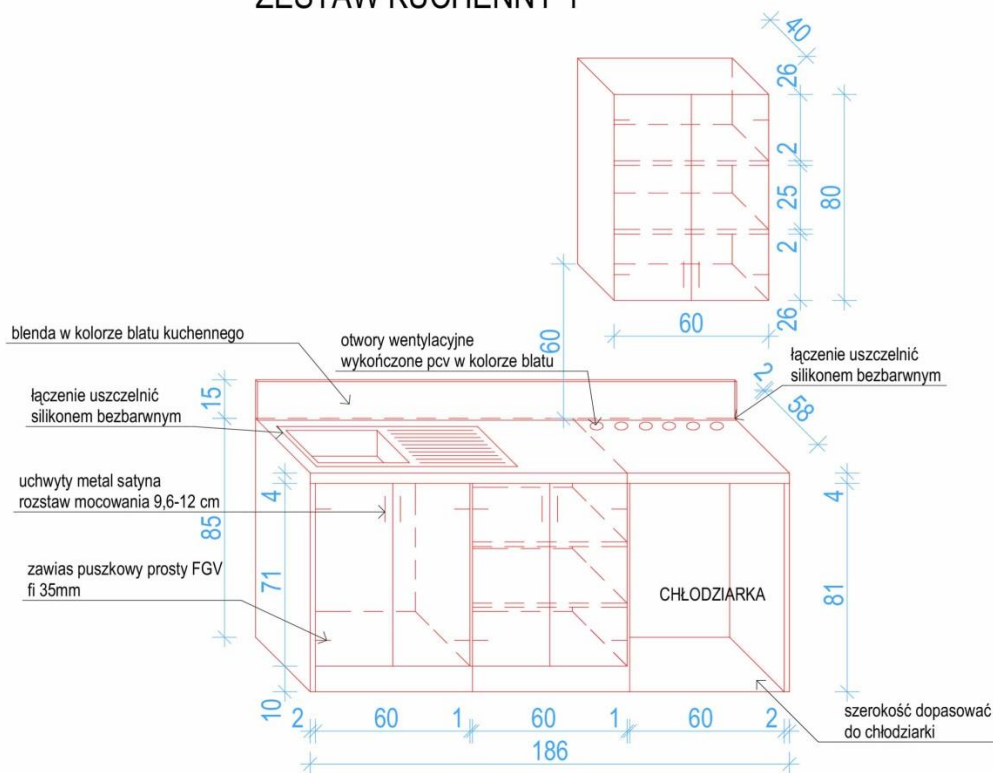 ZESTAW KUCHENNY 1
40
26
2
25
80
2
60
26
blenda w kolorze blatu kuchennego
otwory wentylacyjne
wykończone pcv w kolorze blatu
60
łączenie uszczelnić
silikonem bezbarwnym
2
58
15
łączenie uszczelnić
silikonem bezbarwnym
uchwyty metal satyna
rozstaw mocowania 9,6-12 cm
4
4
85
71
zawias puszkowy prosty FGV
fi 35mm
CHŁODZIARKA
81
szerokość dopasować
do chłodziarki
10
2
60
1
60
1
60
2
186